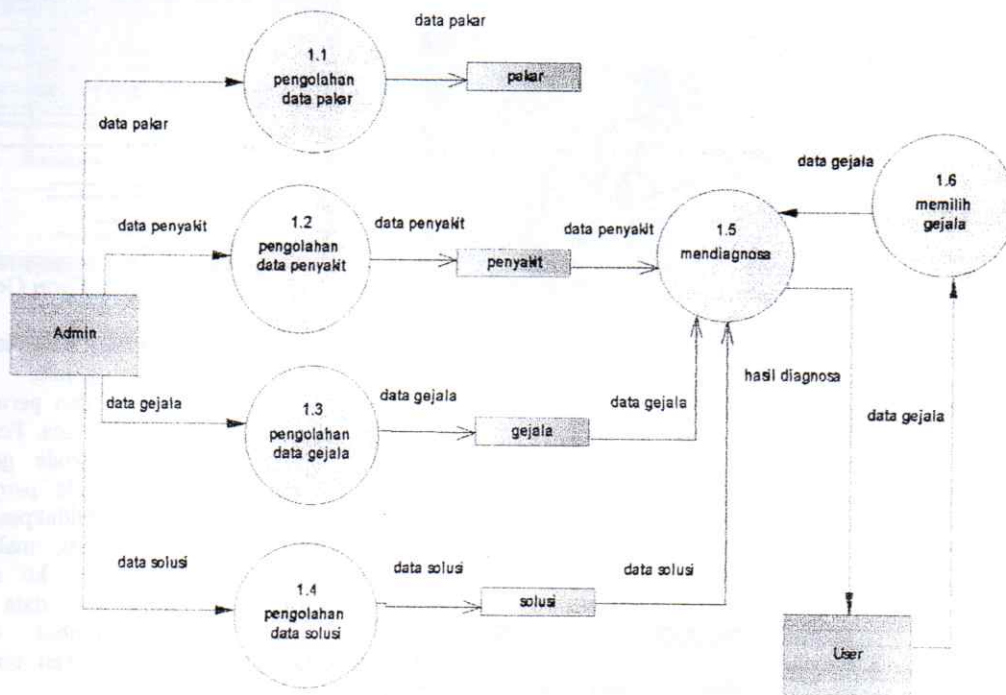 data pakar
1.1
pengolahan
data pakar
pakar
data pakar
data gejala
1.6
memilih
gejala
data penyakit
1.2
pengolahan
data penyakit
data penyakit
penyakit
data penyakit
1.5
mendiagnosa
Admin
hasil diagnosa
data gejala
1.3
pengolahan
data gejala
data gejala
gejala
data gejala
data gejala
data solusi
1.4
pengolahan
data solusi
data solusi
solusi
data solusi
User